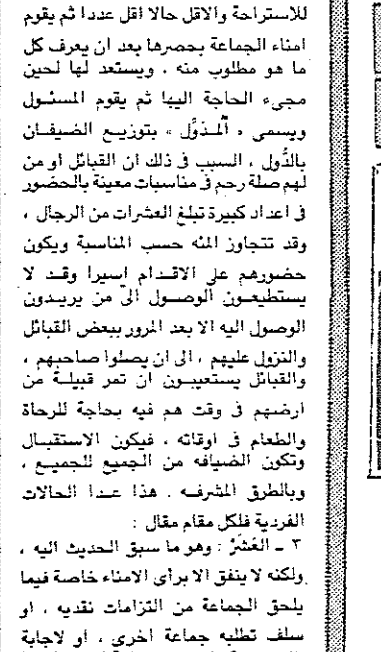 للاستراحة والاقل حالا اقل عددا ثم يقوم
امناء الجماعة بحصرها بعد ان يعرف كل
ما هو مطلوب منه . ويستعد لها لحين
مجيء الحاجة اليها ثم يقوم المسئول
ويسمى « ألمذوُّل » بتوزيع الضيفان
بالدُّول ، السبب في ذلك ان القبائل او من
لهم صلة رحم في مناسبات معينة بالحضور
في اعداد كبيرة تبلغ العشرات من الرجال ،
وقد تتجاوز المئه حسب المناسبة ويكون
حضورهم على الاقدام اسيرا وقد لا
يستطيعون الوصول الى من يريدون
الوصول اليه الا بعد المرور ببعض القبائل
والنزول عليهم ، الى ان يصلوا صاحبهم ،
والقبائل يستعيبون ان تمر قبيلة من
ارضهم في وقت هم فيه بحاجة للرحاة
والطعام في اوقاته ، فيكون الاستقبال
وتكون الضيافه من الجميع للجميع ،
وبالطرق المشرفه . هذا عدا الحالات
الفردية فلكل مقام مقال :
٣ - العَشْرُ : وهو ما سبق الحديث اليه ،
ولكنه لا ينفق الا برأى الامناء خاصة فيما
يلحق الجماعة من التزامات نقديه ، او
سلف تطلبه جماعة اخرى ، او لاجابة